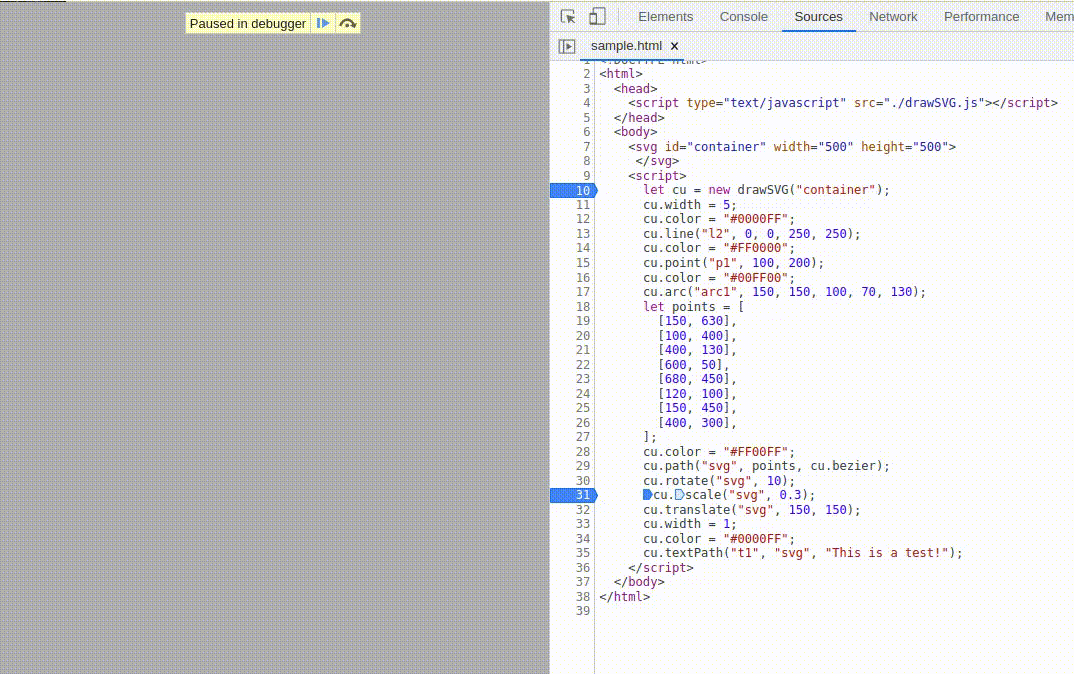 Paused in debugger
Elements Console Sources Network Performance Mem
sample.html ×
1 <!DOCTYPE html>
2 <html>
3 <head>
4 <script type="text/javascript" src="./drawSVG.js"></script>
5 </head>
6 <body>
7 <svg id="container" width="500" height="500">
8 </svg>
9 <script>
10 let cu = new drawSVG("container");
11 cu.width = 5;
12 cu.color = "#0000FF";
13 cu.line("l2", 0, 0, 250, 250);
14 cu.color = "#FF0000";
15 cu.point("p1", 100, 200);
16 cu.color = "#00FF00";
17 cu.arc("arc1", 150, 150, 100, 70, 130);
18 let points = [
19 [150, 630],
20 [100, 400],
21 [400, 130],
22 [600, 50],
23 [680, 450],
24 [120, 100],
25 [150, 450],
26 [400, 300],
27 ];
28 cu.color = "#FF00FF";
29 cu.path("svg", points, cu.bezier);
30 cu.rotate("svg", 10);
31 cu.scale("svg", 0.3);
32 cu.translate("svg", 150, 150);
33 cu.width = 1;
34 cu.color = "#0000FF";
35 cu.textPath("t1", "svg", "This is a test!");
36 </script>
37 </body>
38 </html>
39